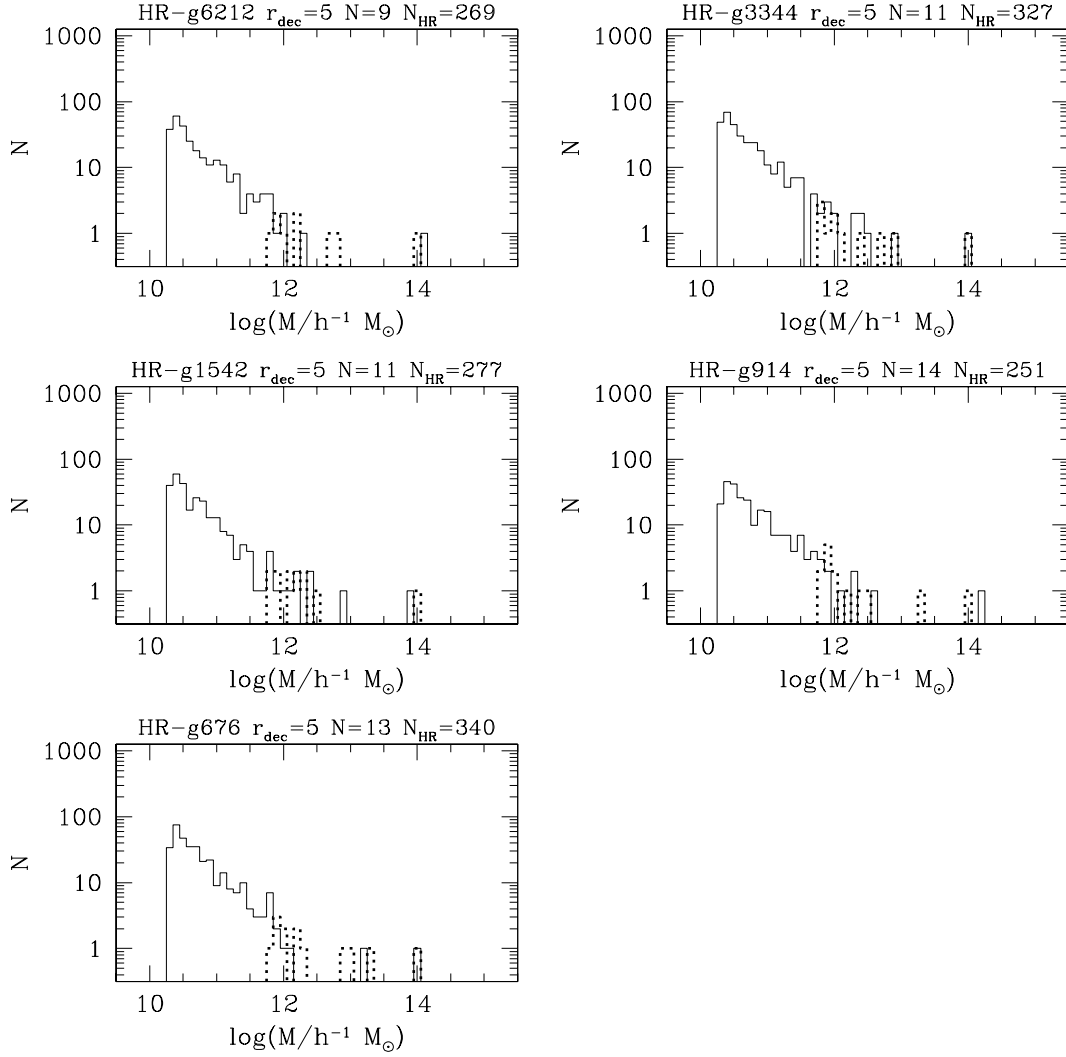 HR−g6212 r_dec=5 N=9 N_HR=269
1000
100
10
1
N
10 12 14
log(M/h⁻¹ M_⊙)
HR−g3344 r_dec=5 N=11 N_HR=327
1000
100
10
1
N
10 12 14
log(M/h⁻¹ M_⊙)
HR−g1542 r_dec=5 N=11 N_HR=277
1000
100
10
1
N
10 12 14
log(M/h⁻¹ M_⊙)
HR−g914 r_dec=5 N=14 N_HR=251
1000
100
10
1
N
10 12 14
log(M/h⁻¹ M_⊙)
HR−g676 r_dec=5 N=13 N_HR=340
1000
100
10
1
N
10 12 14
log(M/h⁻¹ M_⊙)